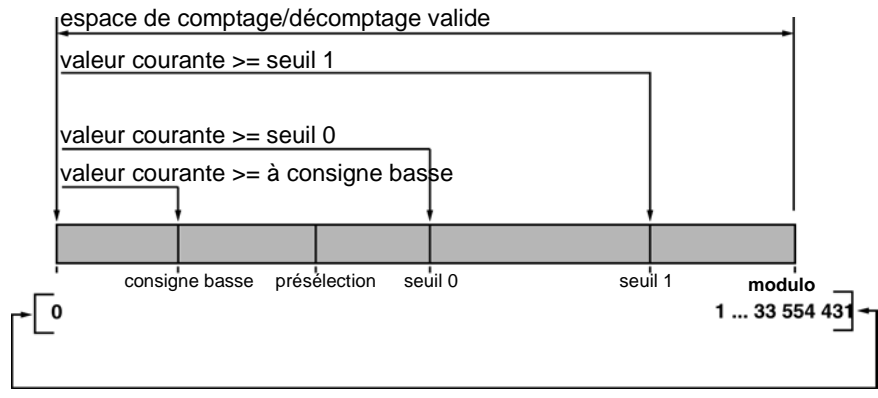 espace de comptage/décomptage valide
valeur courante >= seuil 1
valeur courante >= seuil 0
valeur courante >= à consigne basse
consigne basse présélection seuil 0 seuil 1 modulo
0 1 ... 33 554 431